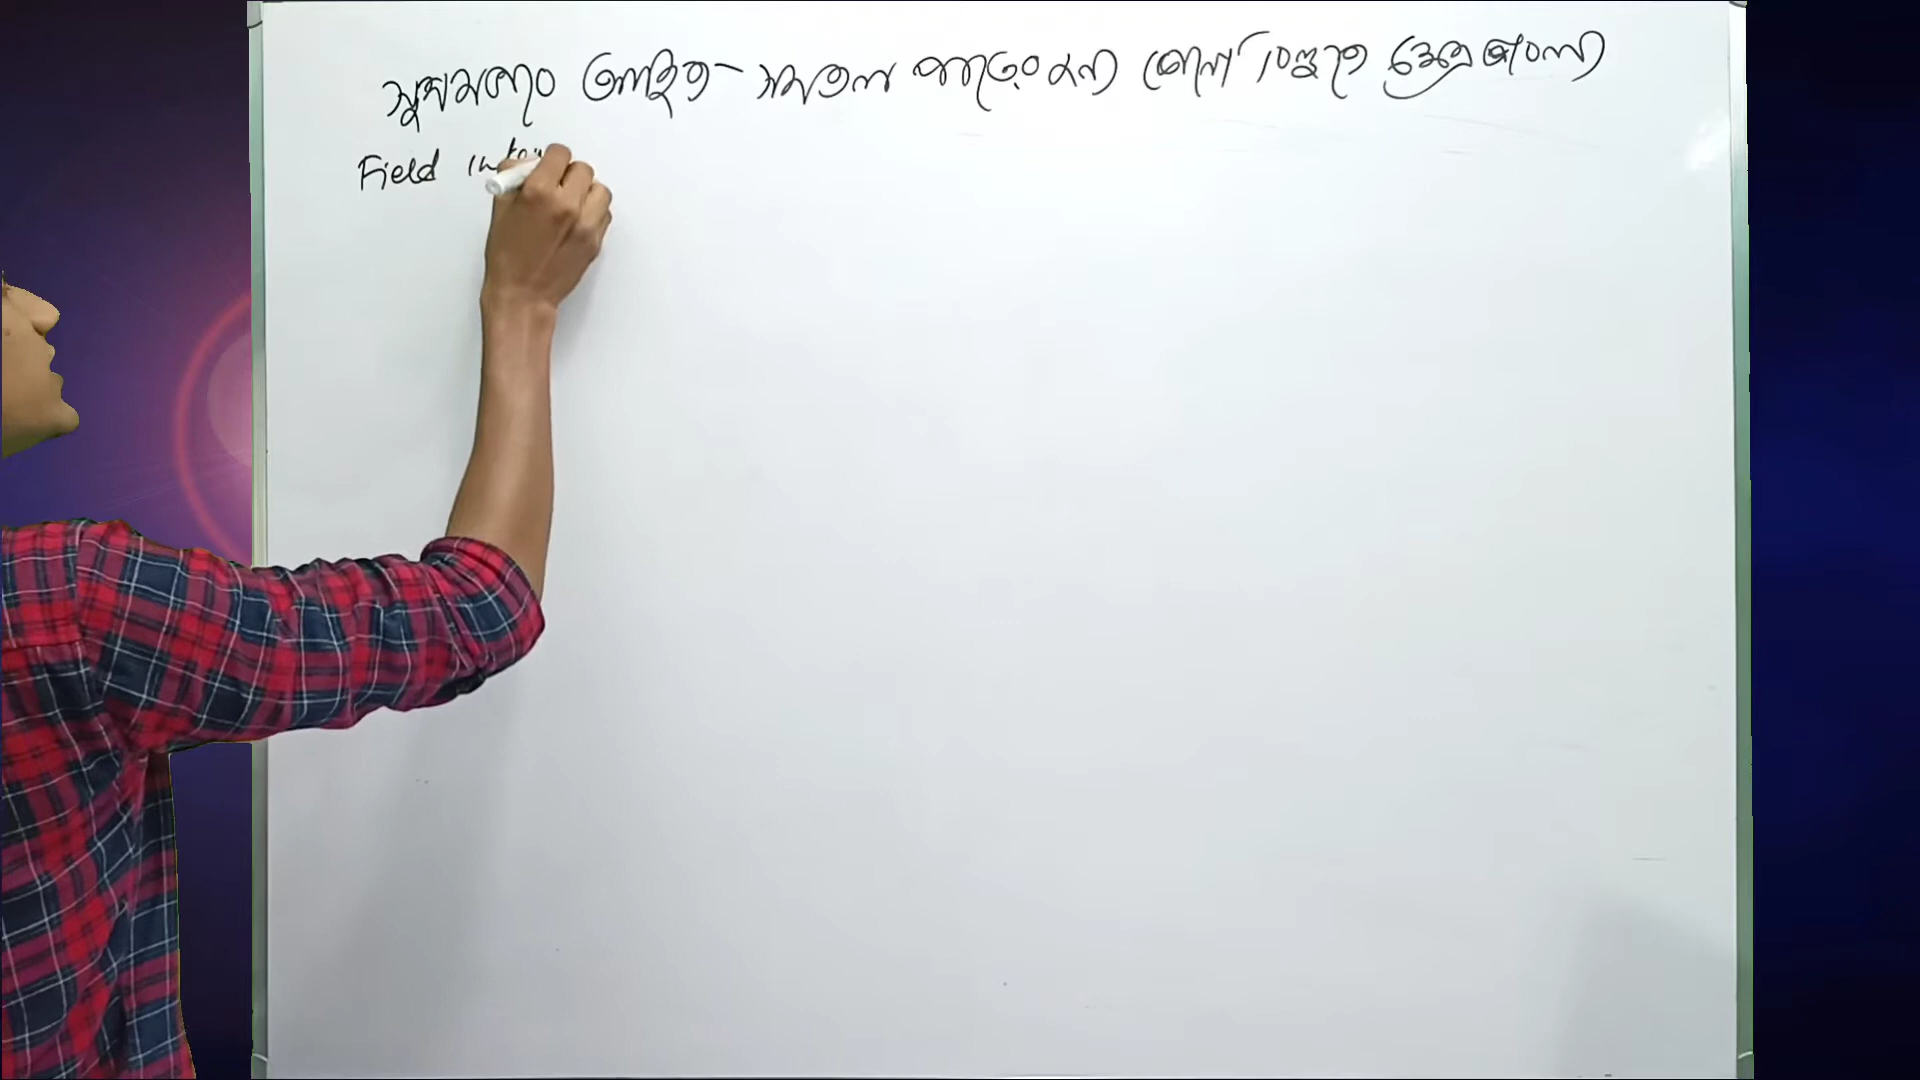 সুষমভাবে আহিত সমতল পাতের জন্য কোনো বিন্দুতে ক্ষেত্র প্রাবল্য
Field